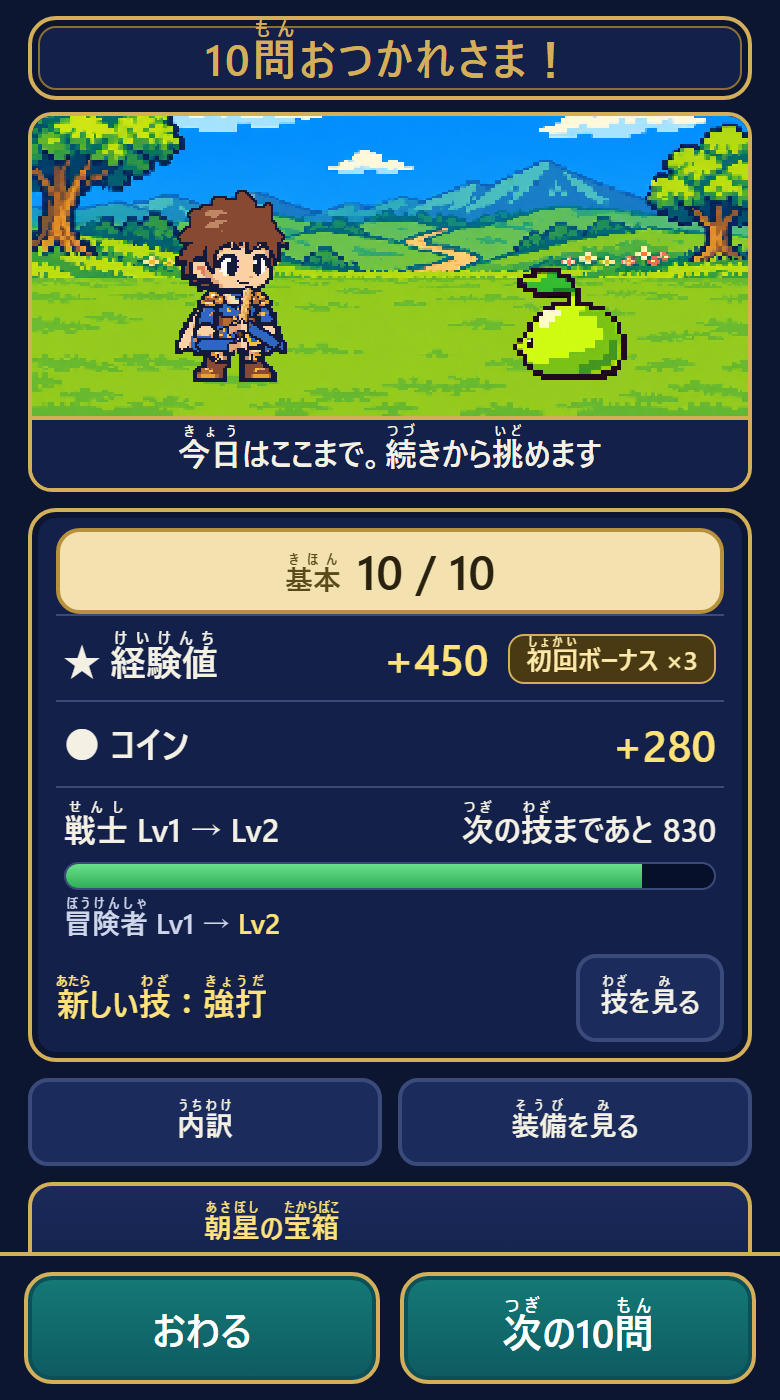 10問おつかれさま！
今日はここまで。続きから挑めます
基本 10 / 10
★ 経験値 +450 初回ボーナス ×3
● コイン +280
戦士 Lv1 → Lv2 次の技まであと 830
冒険者 Lv1 → Lv2
新しい技：強打 技を見る
内訳 装備を見る
朝星の宝箱
おわる 次の10問